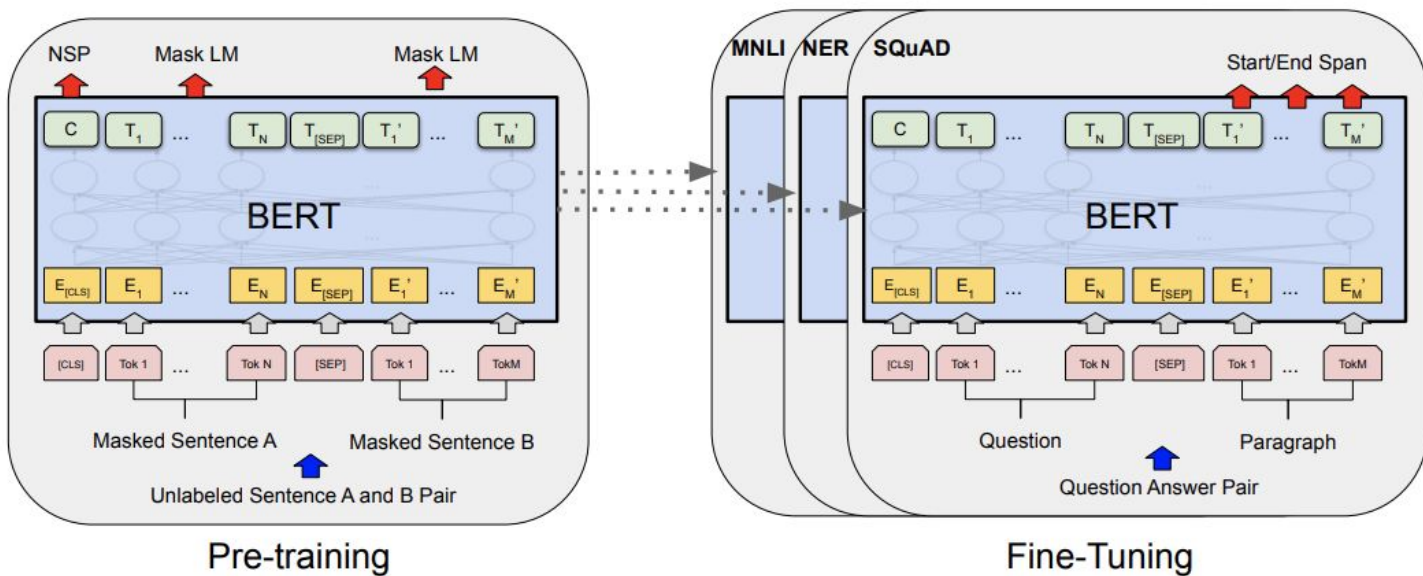 NSP Mask LM Mask LM
C T1 ... TN T[SEP] T1’ ... TM’
...
BERT
...
E[CLS] E1 ... EN E[SEP] E1’ ... EM’
[CLS] Tok 1 ... Tok N [SEP] Tok 1 ... TokM
Masked Sentence A Masked Sentence B
Unlabeled Sentence A and B Pair
Pre-training
MNLI NER SQuAD
Start/End Span
C T1 ... TN T[SEP] T1’ ... TM’
...
BERT
...
E[CLS] E1 ... EN E[SEP] E1’ ... EM’
[CLS] Tok 1 ... Tok N [SEP] Tok 1 ... TokM
Question Paragraph
Question Answer Pair
Fine-Tuning